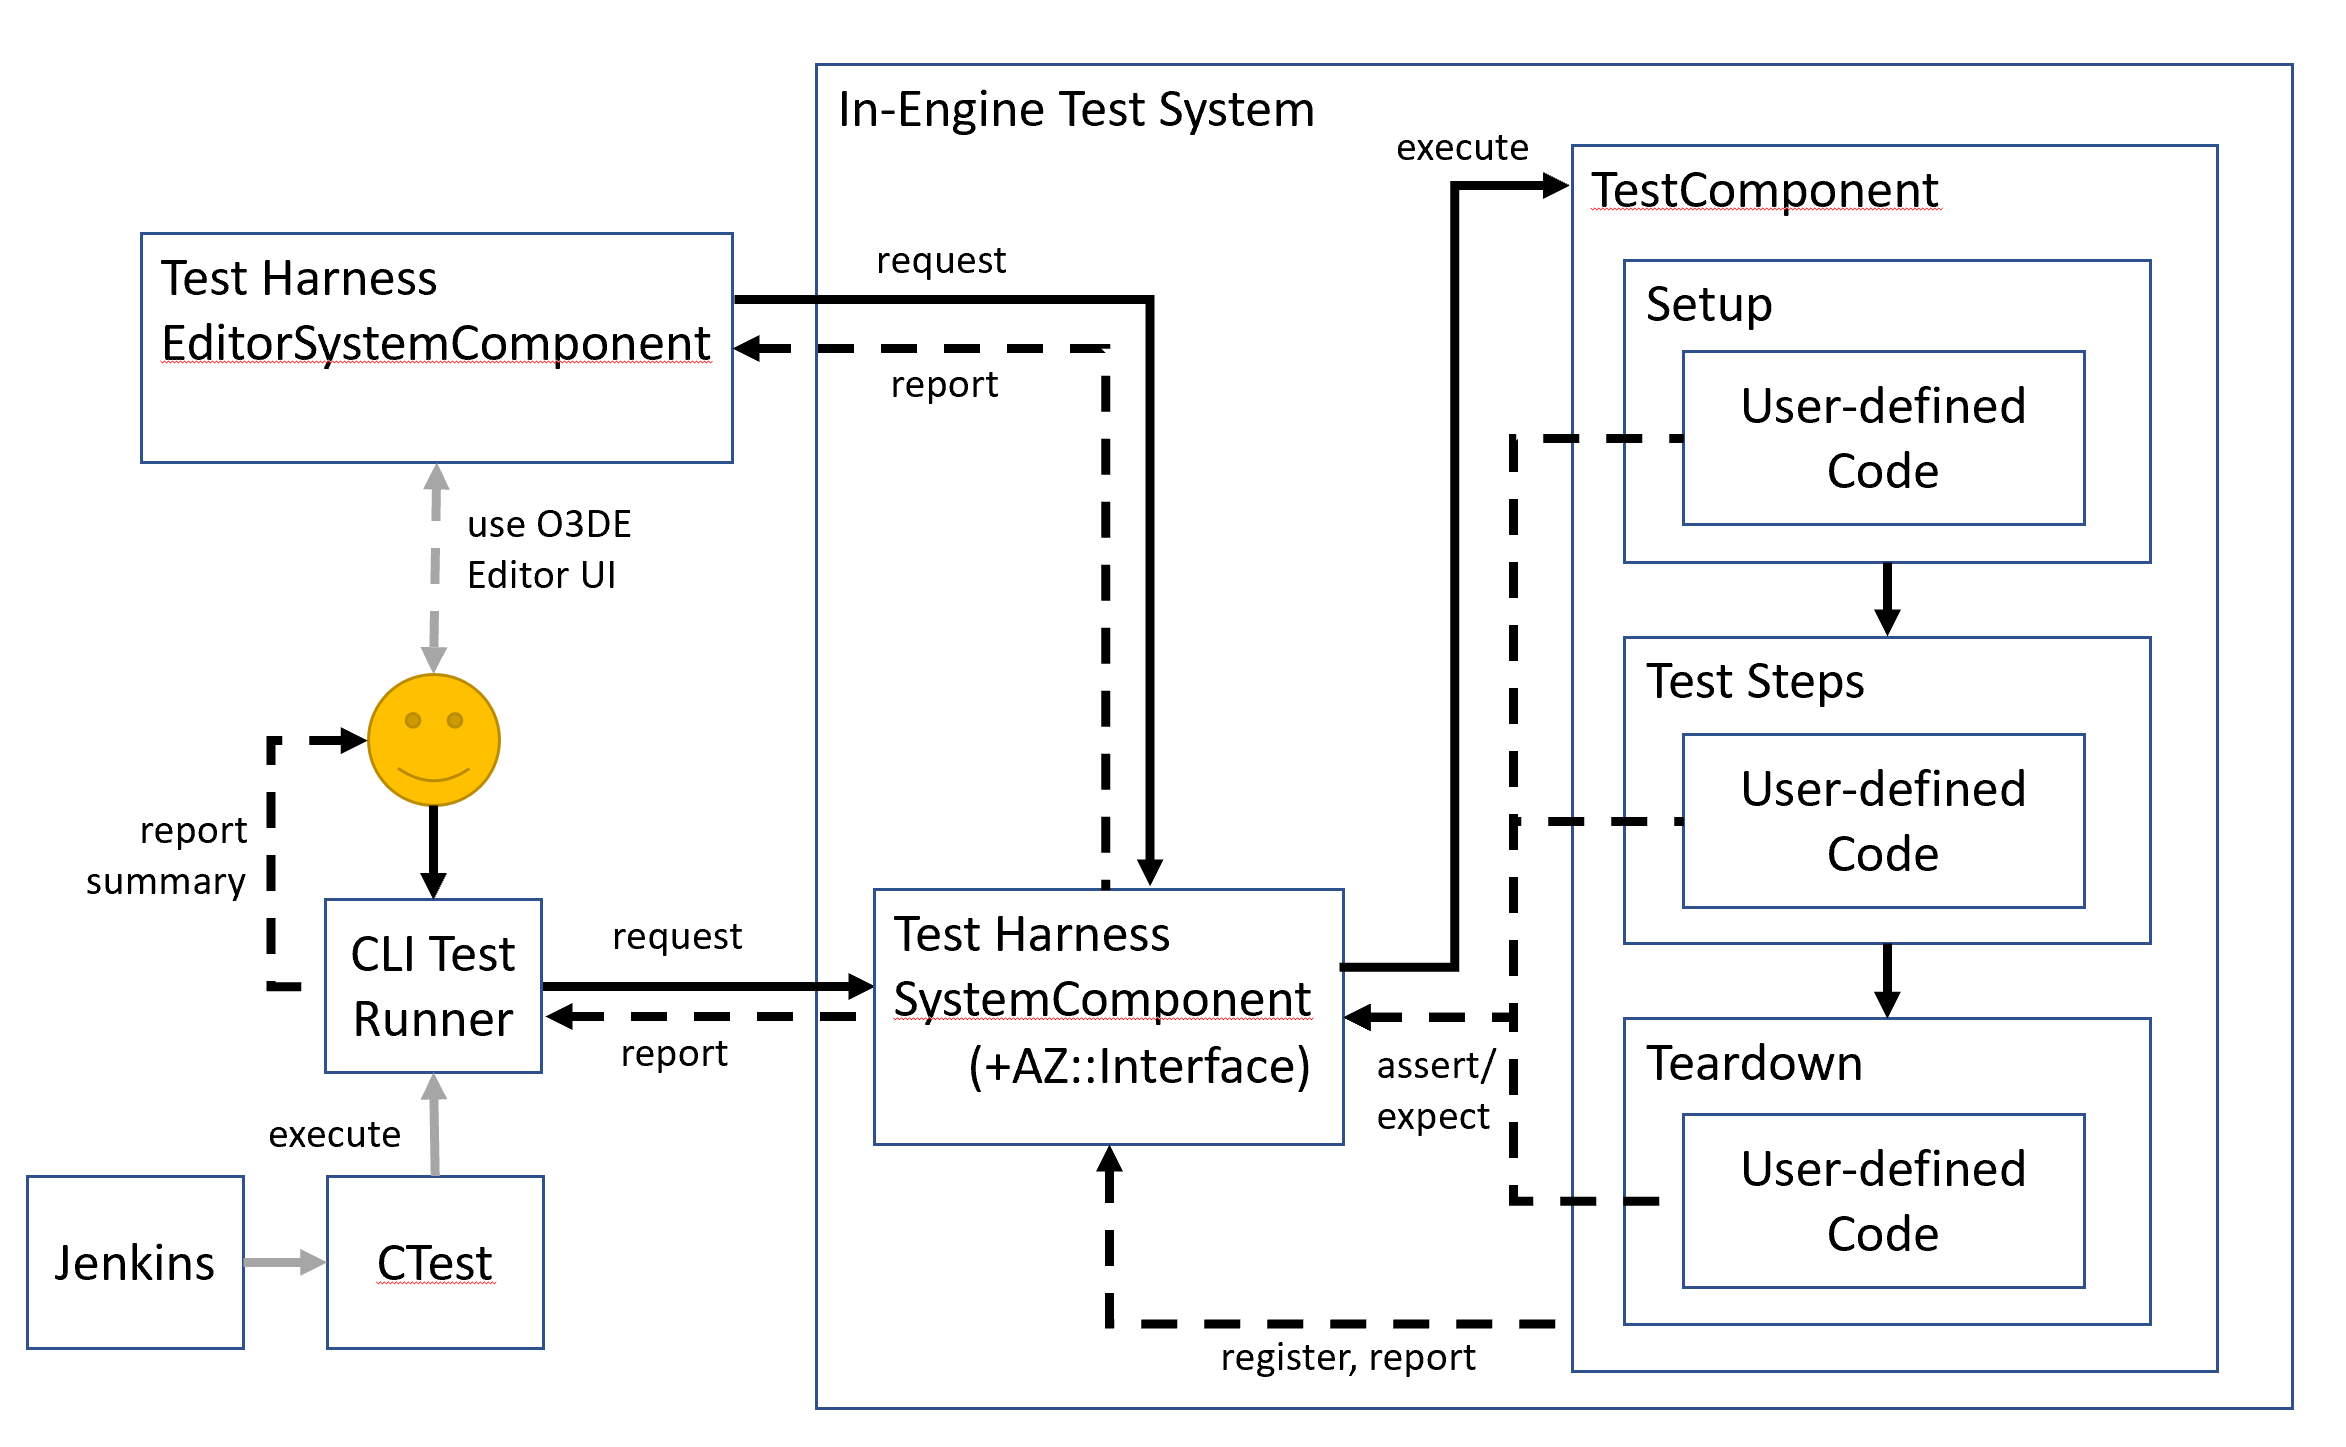 In-Engine Test System
execute
TestComponent
Test Harness
EditorSystemComponent
request
report
Setup
User-defined
Code
use O3DE
Editor UI
Test Steps
User-defined
Code
report
summary
CLI Test
Runner
request
report
Test Harness
SystemComponent
(+AZ::Interface)
assert/
expect
Teardown
User-defined
Code
execute
Jenkins
CTest
register, report